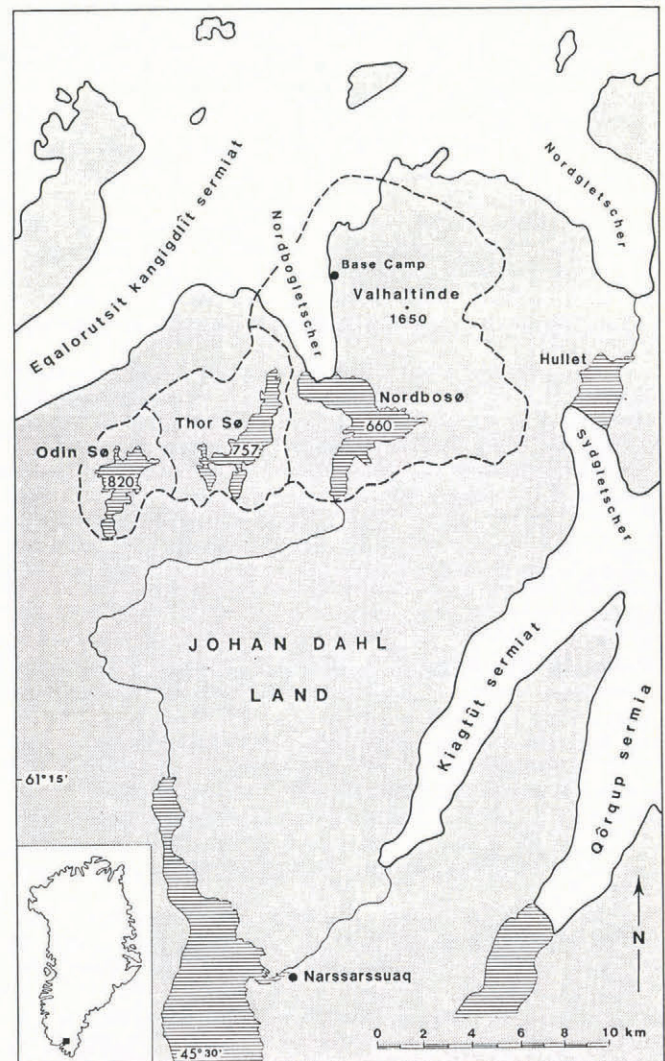 Eqalorutsit kangigdlît sermiat
Nordbogletscher
Nordgletscher
Base Camp
Valhaltinde
1650
Hullet
Nordbosø
660
Thor Sø
757
Odin Sø
820
Sydgletscher
JOHAN DAHL
LAND
Kiagtût sermiat
Qôrqup sermia
61°15'
N
Narssarssuaq
45°30'
0 2 4 6 8 10 km